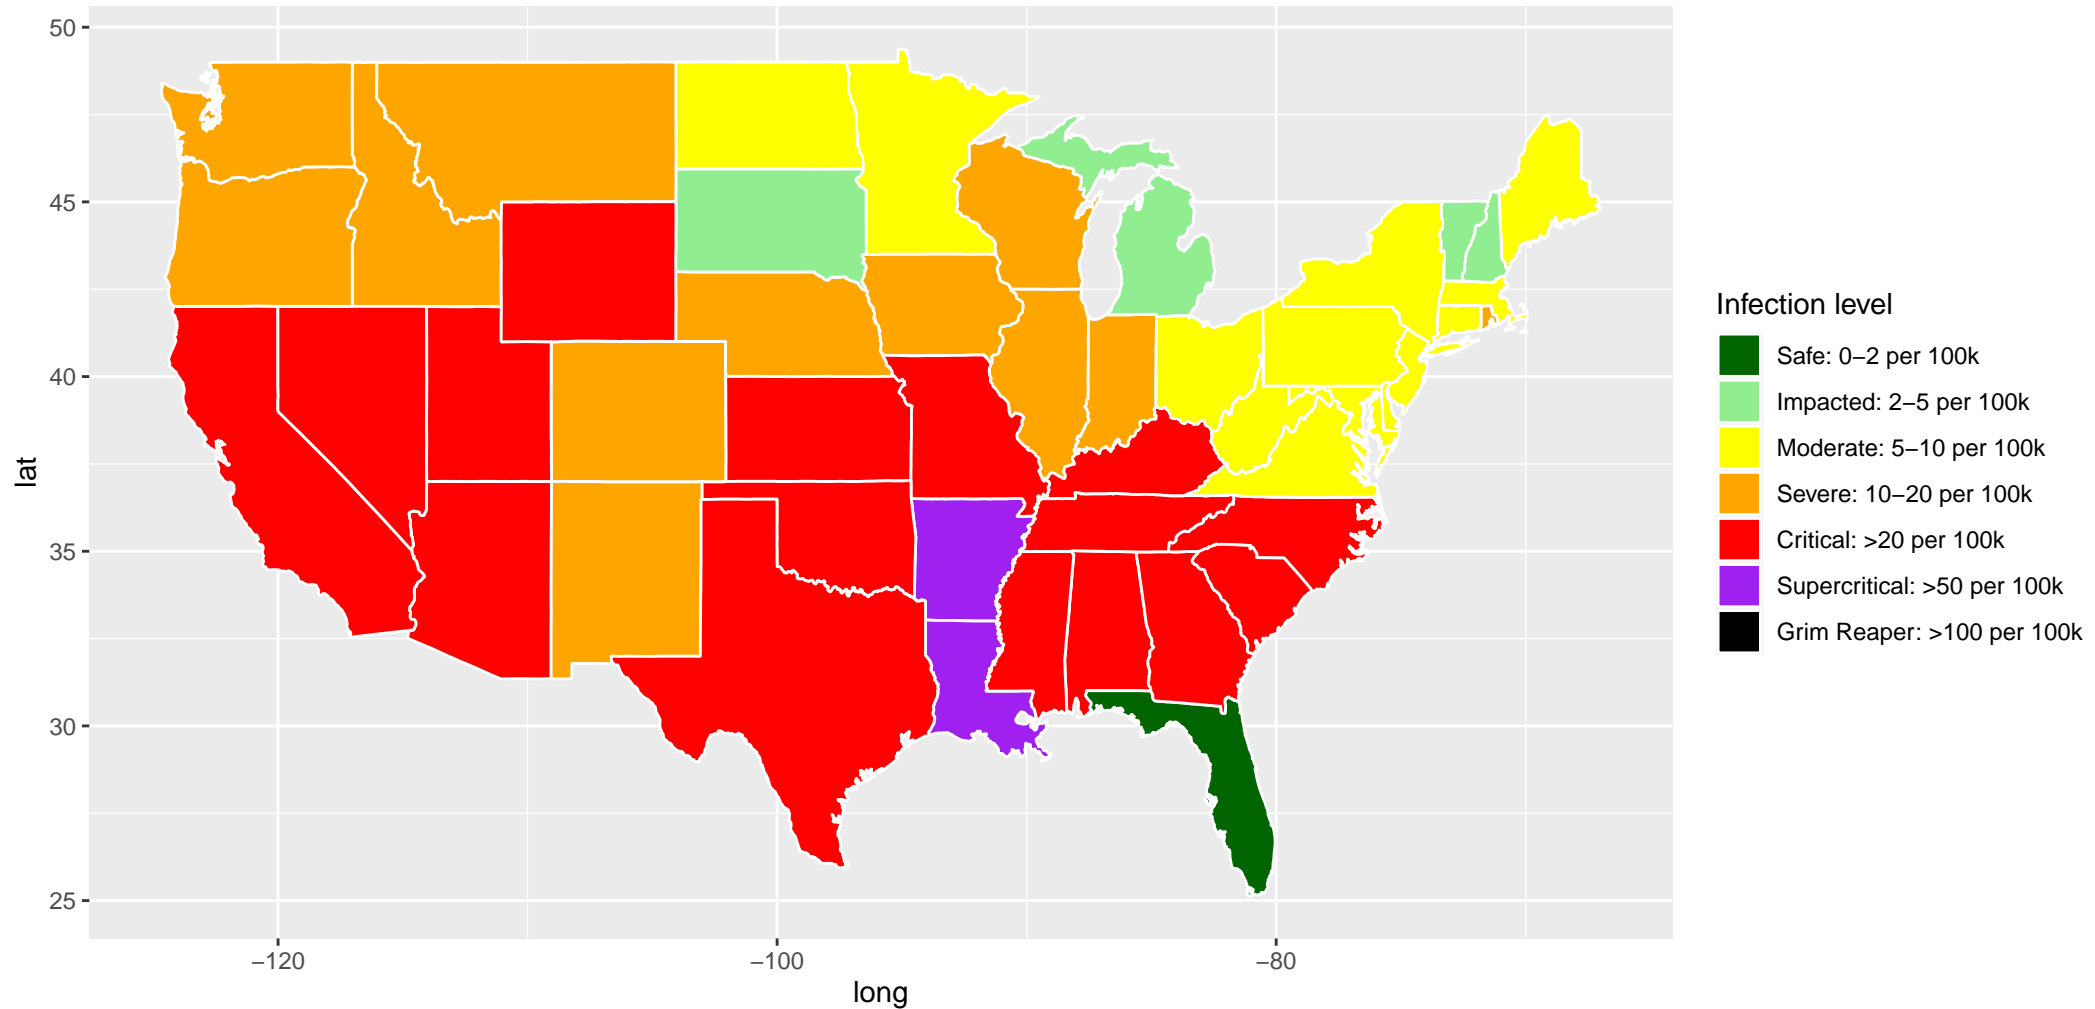 50
45
40
35
30
25
lat
−120
−100
−80
long
Infection level
Safe: 0−2 per 100k
Impacted: 2−5 per 100k
Moderate: 5−10 per 100k
Severe: 10−20 per 100k
Critical: >20 per 100k
Supercritical: >50 per 100k
Grim Reaper: >100 per 100k